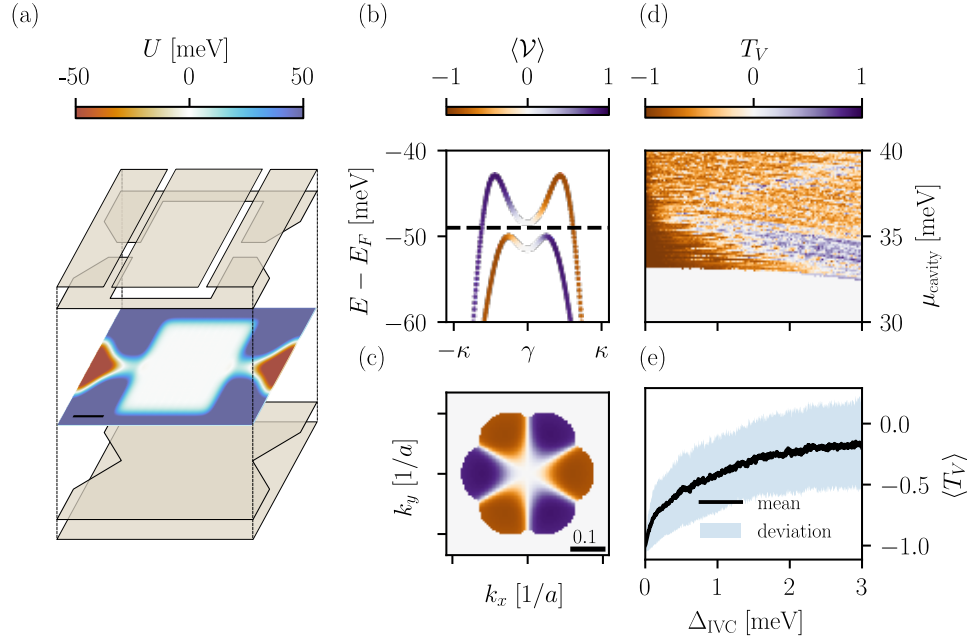 (a)
U [meV]
-50 0 50
(b)
⟨𝒱⟩
−1 0 1
E − E_F [meV]
−40
−50
−60
−κ γ κ
(c)
k_y [1/a]
0.1
k_x [1/a]
(d)
T_V
−1 0 1
40
35
30
μ_cavity [meV]
(e)
mean
deviation
0.0
−0.5
−1.0
⟨T_V⟩
0 1 2 3
Δ_IVC [meV]